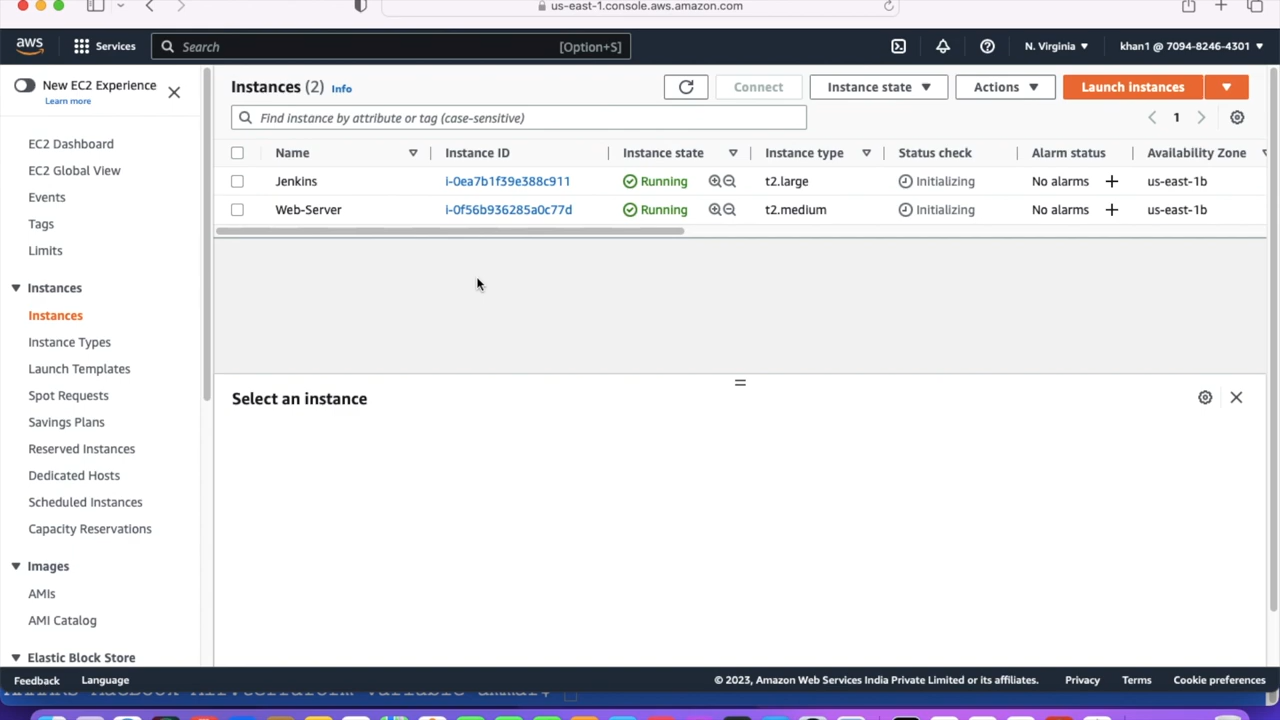 us-east-1.console.aws.amazon.com
aws Services Search [Option+S] N. Virginia khan1 @ 7094-8246-4301
New EC2 Experience
Learn more
EC2 Dashboard
EC2 Global View
Events
Tags
Limits
Instances
Instances
Instance Types
Launch Templates
Spot Requests
Savings Plans
Reserved Instances
Dedicated Hosts
Scheduled Instances
Capacity Reservations
Images
AMIs
AMI Catalog
Elastic Block Store
Instances (2) Info Connect Instance state Actions Launch instances
Find instance by attribute or tag (case-sensitive) 1
Name Instance ID Instance state Instance type Status check Alarm status Availability Zone
Jenkins i-0ea7b1f39e388c911 Running t2.large Initializing No alarms + us-east-1b
Web-Server i-0f56b936285a0c77d Running t2.medium Initializing No alarms + us-east-1b
Select an instance
Feedback Language © 2023, Amazon Web Services India Private Limited or its affiliates. Privacy Terms Cookie preferences